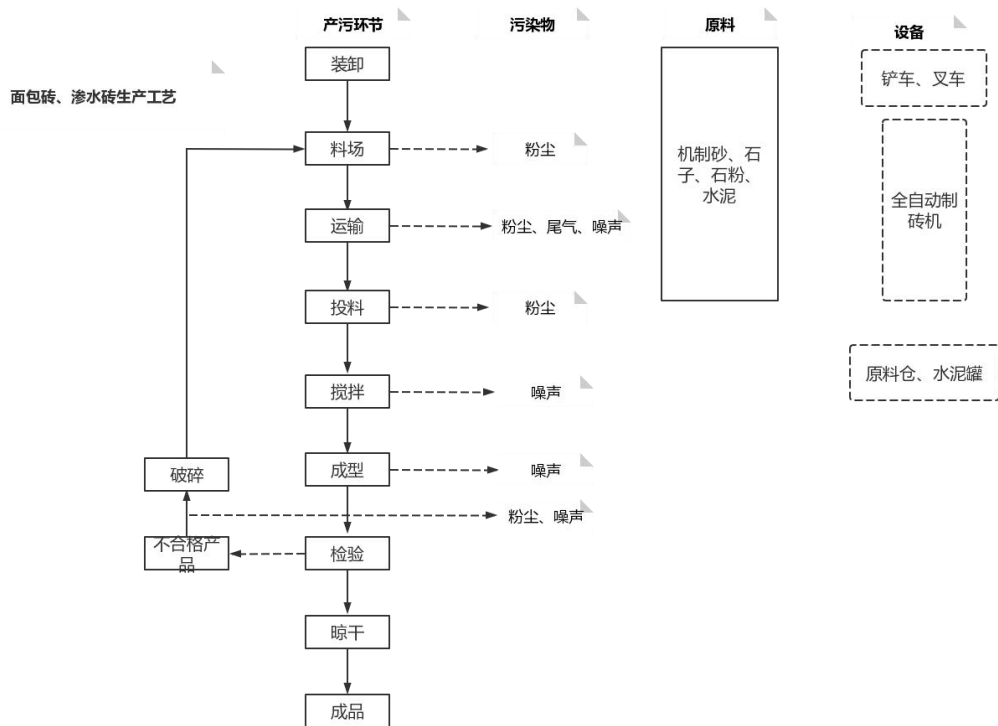 产污环节
污染物
原料
设备
面包砖、渗水砖生产工艺
装卸
料场
粉尘
运输
粉尘、尾气、噪声
投料
粉尘
搅拌
噪声
成型
噪声
破碎
粉尘、噪声
不合格产
品
检验
晾干
成品
机制砂、石
子、石粉、
水泥
铲车、叉车
全自动制
砖机
原料仓、水泥罐